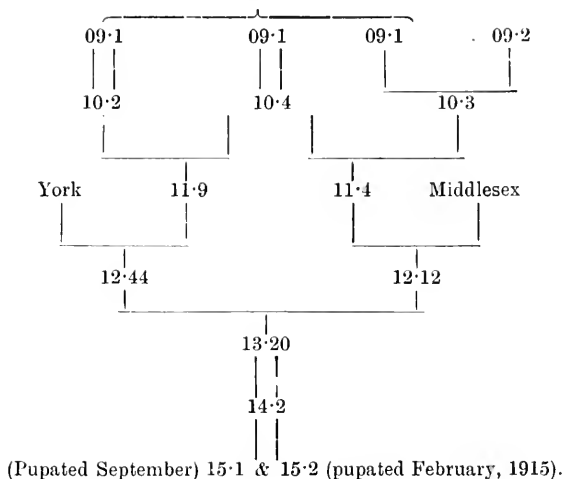 09·1 09·1 09·1 09·2
10·2 10·4 10·3
York 11·9 11·4 Middlesex
12·44 12·12
13·20
14·2
(Pupated September) 15·1 & 15·2 (pupated February, 1915).